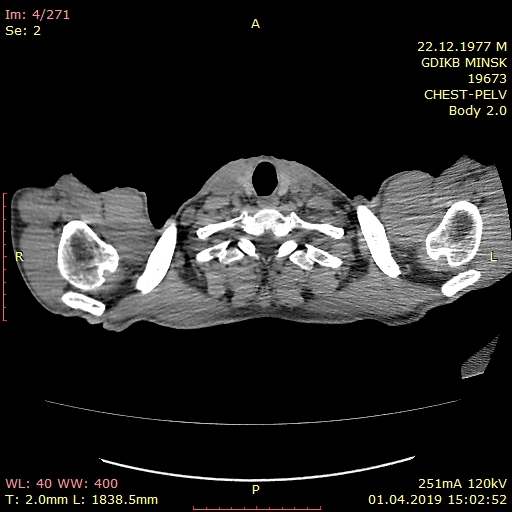 Im: 4/271
Se: 2
A
22.12.1977 M
GDIKB MINSK
19673
CHEST-PELV
Body 2.0
R
L
WL: 40 WW: 400
T: 2.0mm L: 1838.5mm
P
251mA 120kV
01.04.2019 15:02:52